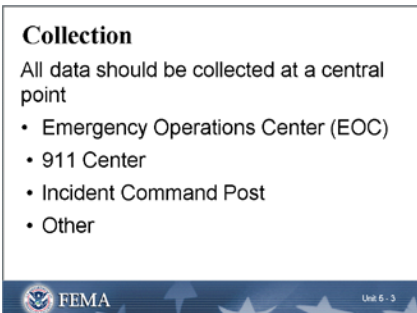 Collection
All data should be collected at a central
point
• Emergency Operations Center (EOC)
• 911 Center
• Incident Command Post
• Other
FEMA
Unit 5 - 3